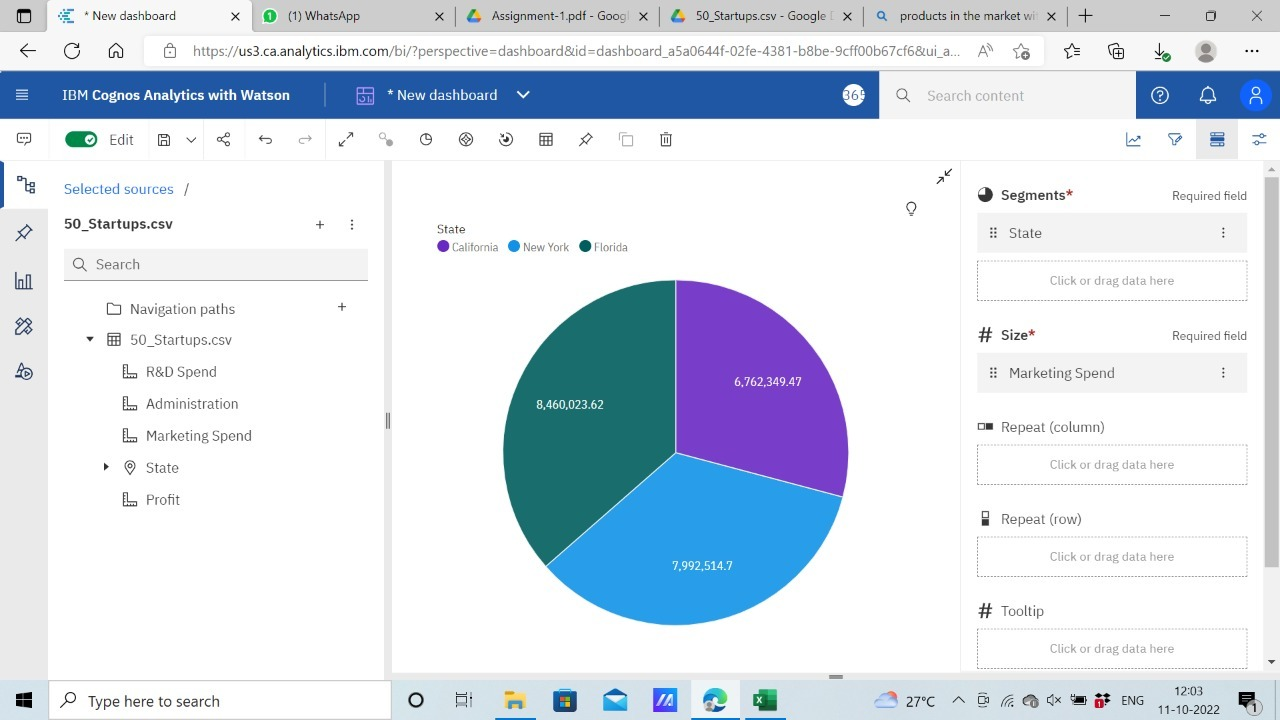 * New dashboard - Cognos An
(1) WhatsApp
Assignment-1 - Google
50_Startups.csv - Google
products in the market
https://us3.ca.analytics.ibm.com/bi/?perspective=dashboard&id=dashboard_a5a0644f-02fe-4381-b8be-9cff00b67cf6&ui_a...
IBM Cognos Analytics with Watson
* New dashboard
365
Search content
Edit
Selected sources /
50_Startups.csv
Search
Navigation paths
50_Startups.csv
R&D Spend
Administration
Marketing Spend
State
Profit
State
California New York Florida
6,762,349.47
8,460,023.62
7,992,514.7
Segments* Required field
State
Click or drag data here
# Size* Required field
Marketing Spend
Repeat (column)
Click or drag data here
Repeat (row)
Click or drag data here
# Tooltip
Click or drag data here
Type here to search
27°C
ENG
12:03
11-10-2022
1